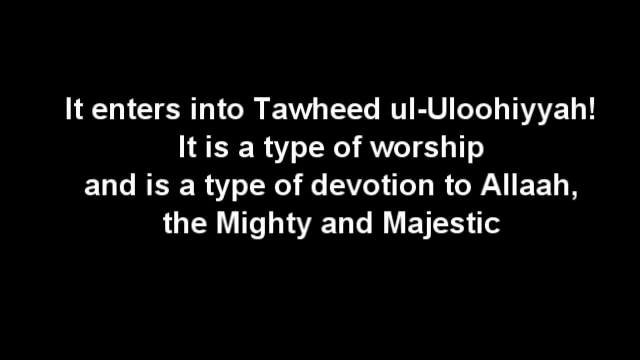 It enters into Tawheed ul-Uloohiyyah!
It is a type of worship
and is a type of devotion to Allaah,
the Mighty and Majestic